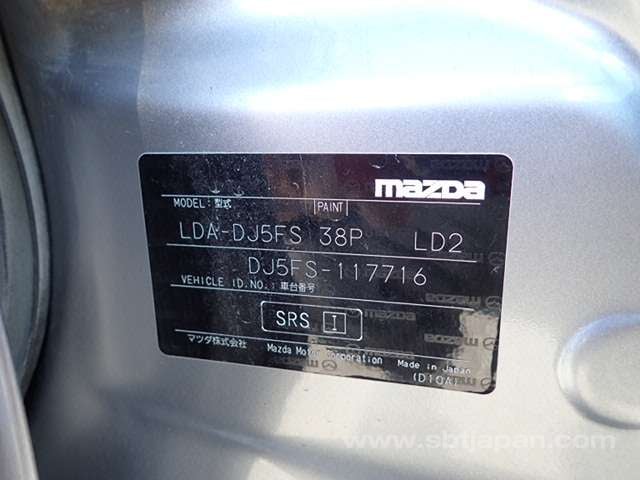 mazda
MODEL: 型式 PAINT
LDA-DJ5FS 38P LD2
DJ5FS-117716
VEHICLE ID.NO.: 車台番号
SRS I
マツダ株式会社 Mazda Motor Corporation Made in Japan
(D10A)
www.sbtjapan.com